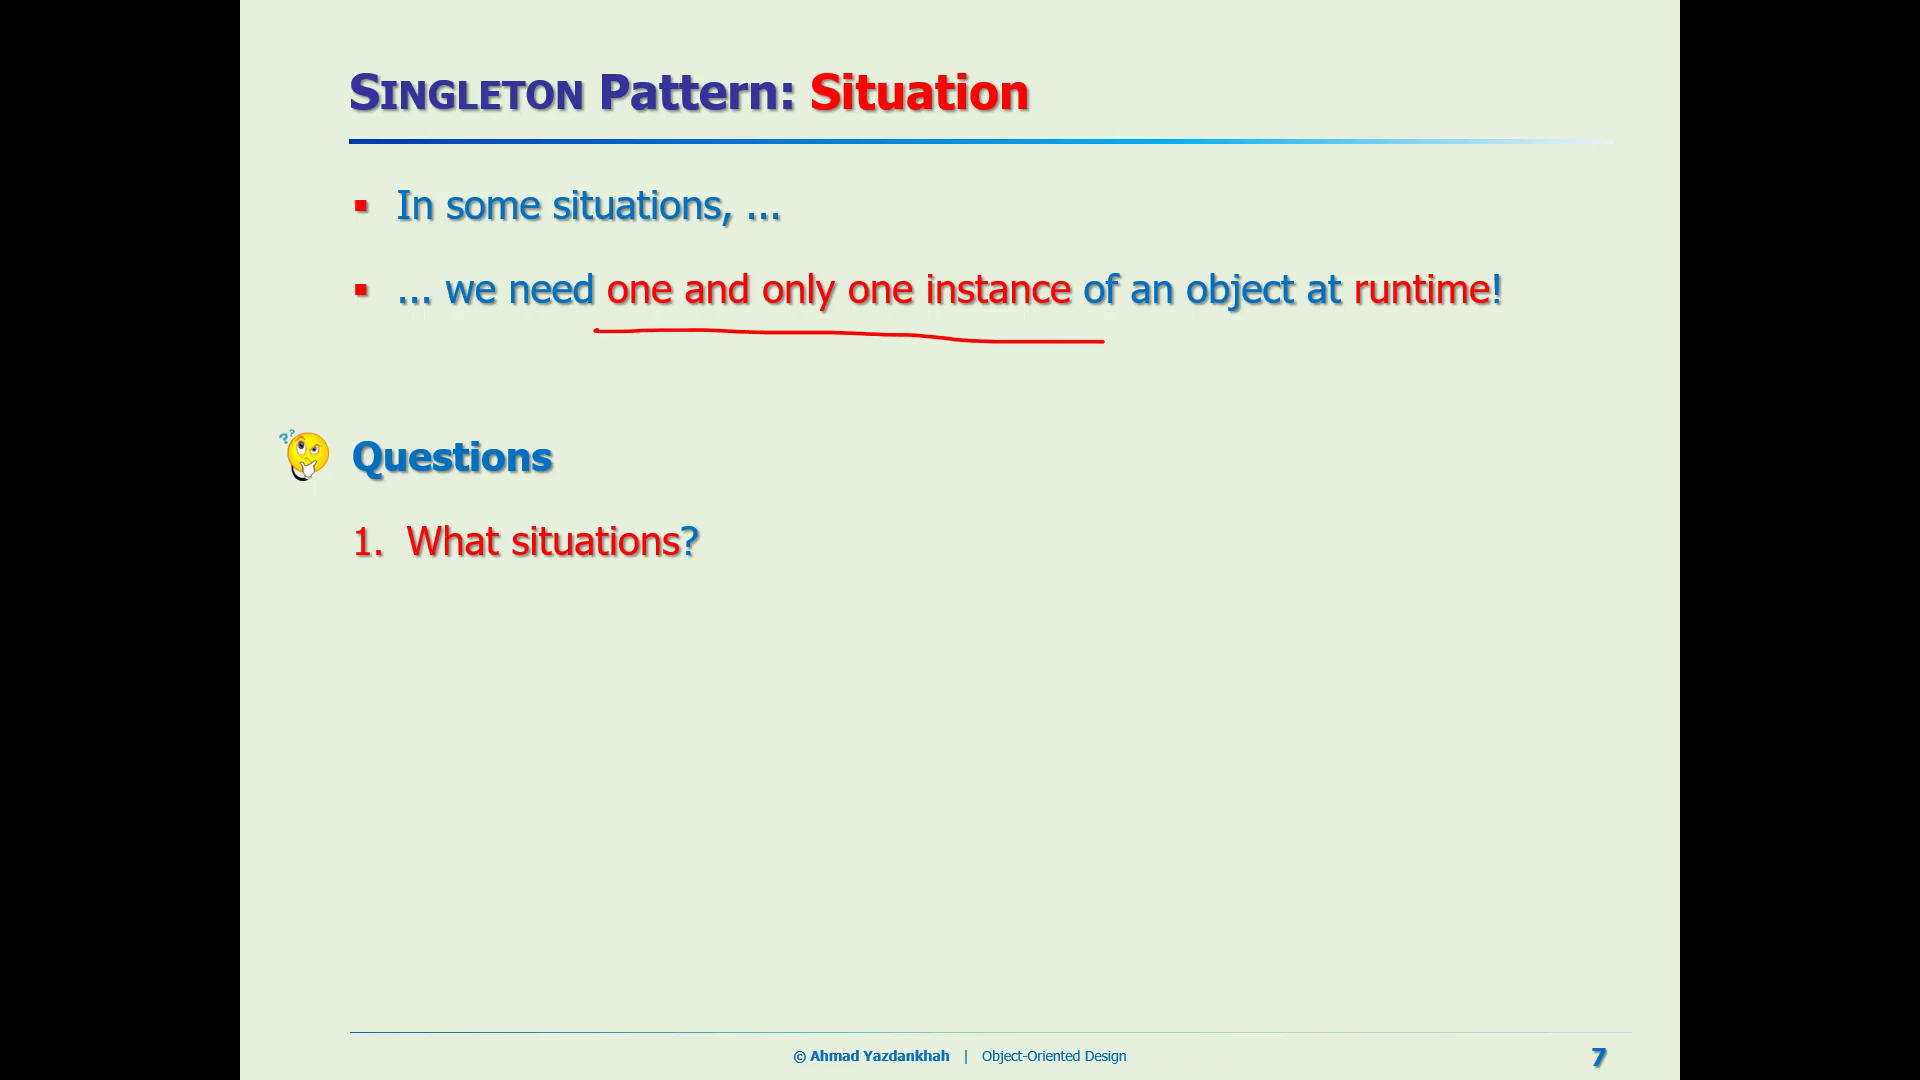 SINGLETON Pattern: Situation
▪ In some situations, ...
▪ ... we need one and only one instance of an object at runtime!
?? Questions
1. What situations?
© Ahmad Yazdankhah | Object-Oriented Design
7